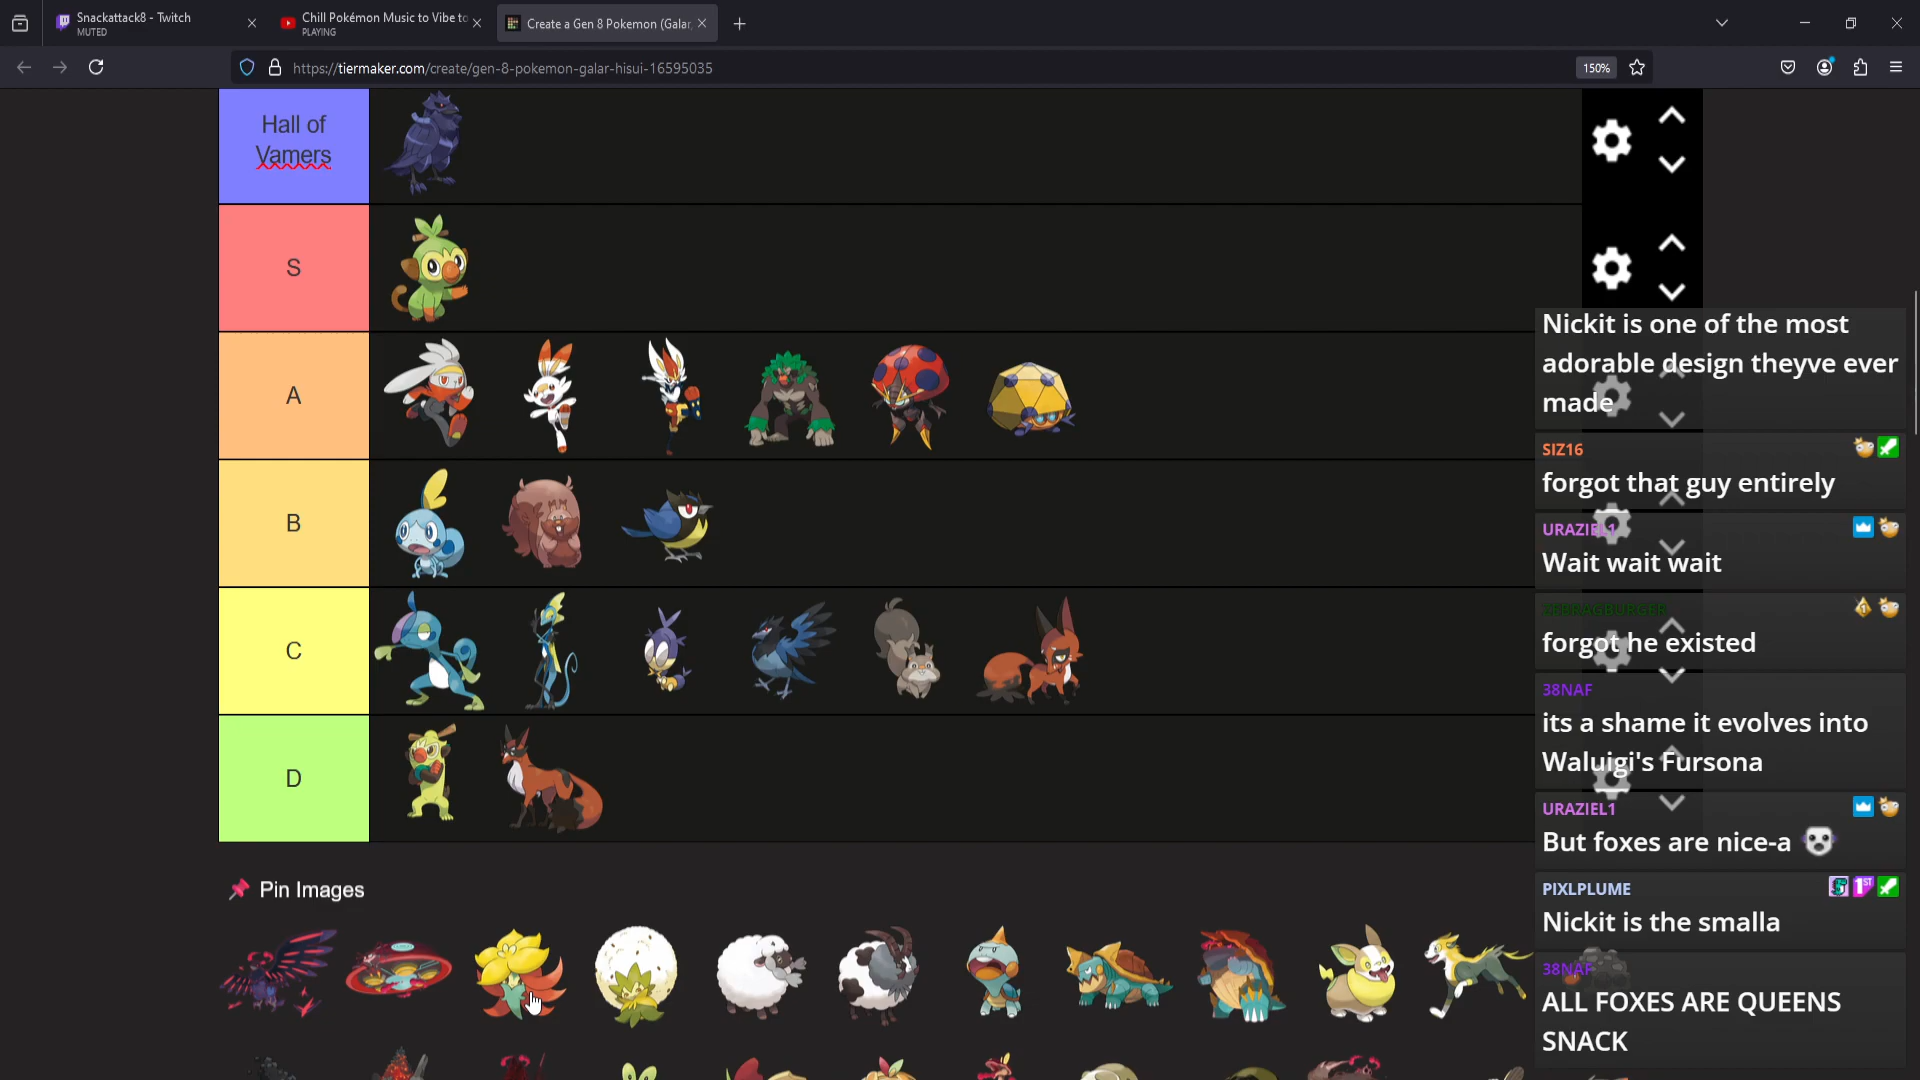 Snackattack8 - Twitch
MUTED
Chill Pokémon Music to Vibe to
PLAYING
Create a Gen 8 Pokemon (Galar,
https://tiermaker.com/create/gen-8-pokemon-galar-hisui-16595035
150%
Hall of
Vamers
S
A
B
C
D
Pin Images
Nickit is one of the most
adorable design theyve ever
made
SIZ16
forgot that guy entirely
URAZIEL1
Wait wait wait
forgot he existed
38NAF
its a shame it evolves into
Waluigi's Fursona
URAZIEL1
But foxes are nice-a
PIXLPLUME
1ST
Nickit is the smalla
38NAF
ALL FOXES ARE QUEENS
SNACK